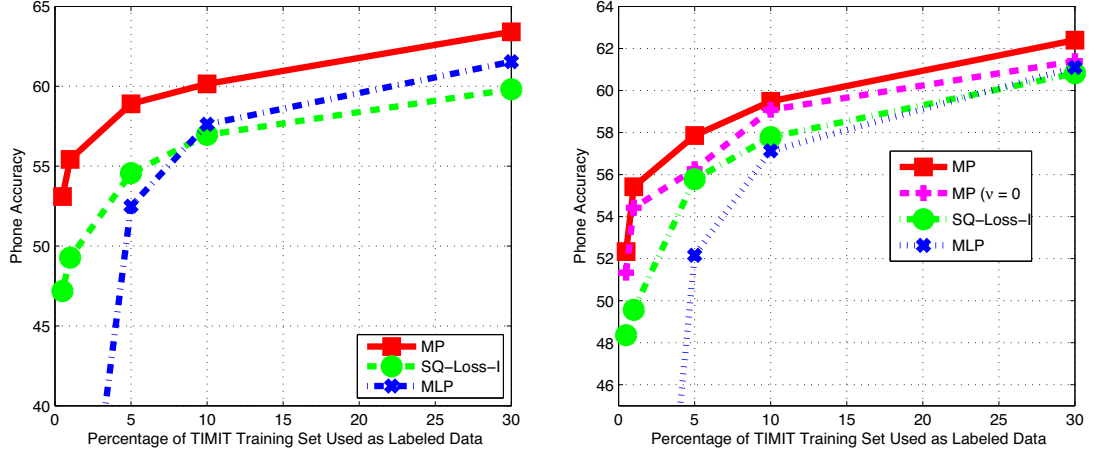 65
60
55
50
45
40
Phone Accuracy
0 5 10 15 20 25 30
Percentage of TIMIT Training Set Used as Labeled Data
MP
SQ−Loss−I
MLP
64
62
60
58
56
54
52
50
48
46
Phone Accuracy
0 5 10 15 20 25 30
Percentage of TIMIT Training Set Used as Labeled Data
MP
MP (ν = 0
SQ−Loss−I
MLP